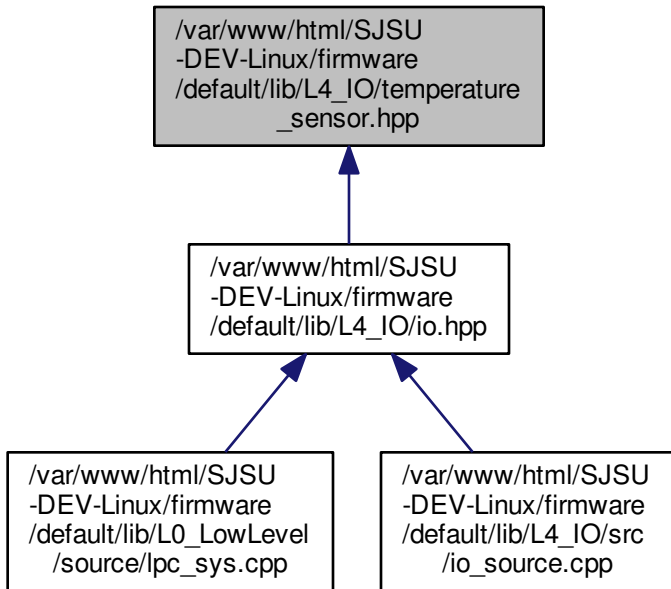 /var/www/html/SJSU
-DEV-Linux/firmware
/default/lib/L4_IO/temperature
_sensor.hpp
/var/www/html/SJSU
-DEV-Linux/firmware
/default/lib/L4_IO/io.hpp
/var/www/html/SJSU
-DEV-Linux/firmware
/default/lib/L0_LowLevel
/source/lpc_sys.cpp
/var/www/html/SJSU
-DEV-Linux/firmware
/default/lib/L4_IO/src
/io_source.cpp